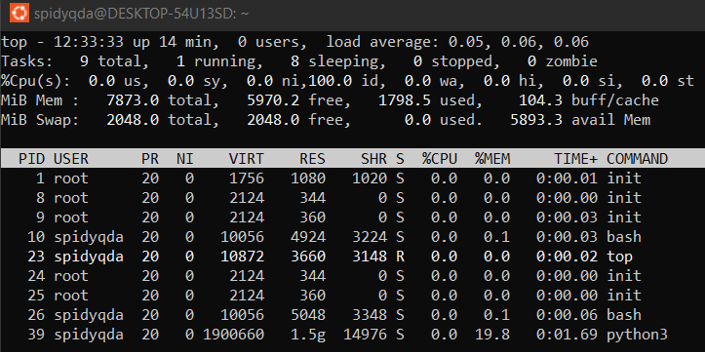 spidyqda@DESKTOP-54U13SD: ~
top - 12:33:33 up 14 min,  0 users,  load average: 0.05, 0.06, 0.06
Tasks:   9 total,   1 running,   8 sleeping,   0 stopped,   0 zombie
%Cpu(s):  0.0 us,  0.0 sy,  0.0 ni,100.0 id,  0.0 wa,  0.0 hi,  0.0 si,  0.0 st
MiB Mem :   7873.0 total,   5970.2 free,   1798.5 used,    104.3 buff/cache
MiB Swap:   2048.0 total,   2048.0 free,      0.0 used.   5893.3 avail Mem
PID USER      PR  NI    VIRT    RES    SHR S  %CPU  %MEM     TIME+ COMMAND
1 root      20   0    1756   1080   1020 S   0.0   0.0   0:00.01 init
8 root      20   0    2124    344      0 S   0.0   0.0   0:00.00 init
9 root      20   0    2124    360      0 S   0.0   0.0   0:00.03 init
10 spidyqda  20   0   10056   4924   3224 S   0.0   0.1   0:00.03 bash
23 spidyqda  20   0   10872   3660   3148 R   0.0   0.0   0:00.02 top
24 root      20   0    2124    344      0 S   0.0   0.0   0:00.00 init
25 root      20   0    2124    360      0 S   0.0   0.0   0:00.00 init
26 spidyqda  20   0   10056   5048   3348 S   0.0   0.1   0:00.06 bash
39 spidyqda  20   0 1900660   1.5g  14976 S   0.0  19.8   0:01.69 python3